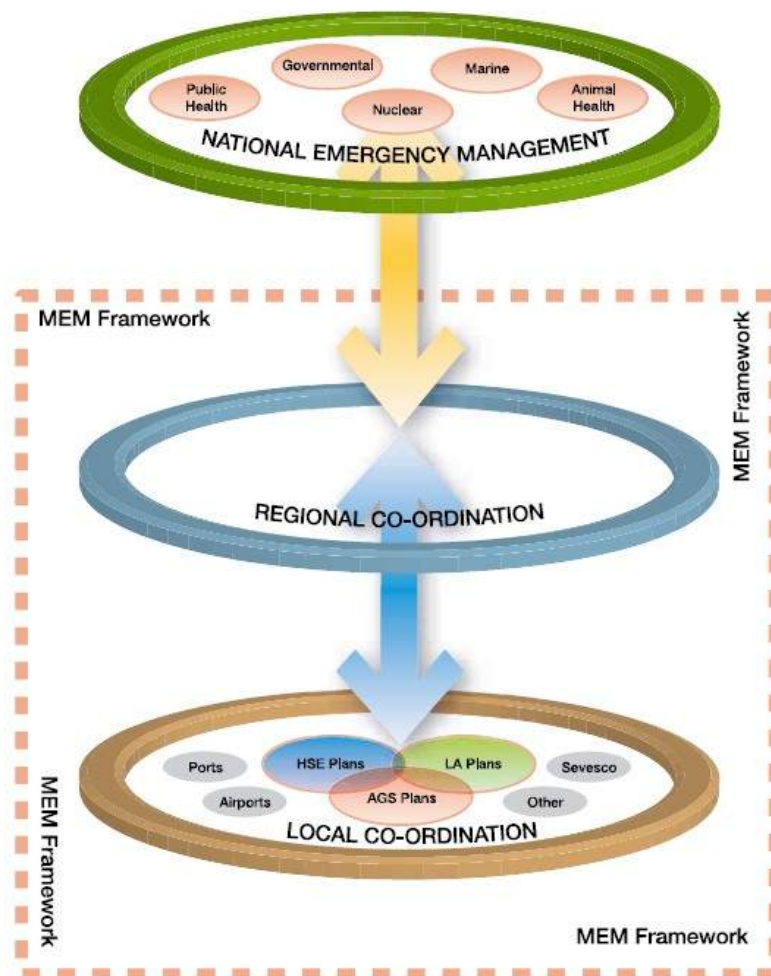 Governmental
Marine
Public
Health
Animal
Health
Nuclear
NATIONAL EMERGENCY MANAGEMENT
MEM Framework
MEM Framework
REGIONAL CO-ORDINATION
Ports
HSE Plans
LA Plans
Sevesco
Airports
AGS Plans
Other
LOCAL CO-ORDINATION
MEM Framework
MEM Framework